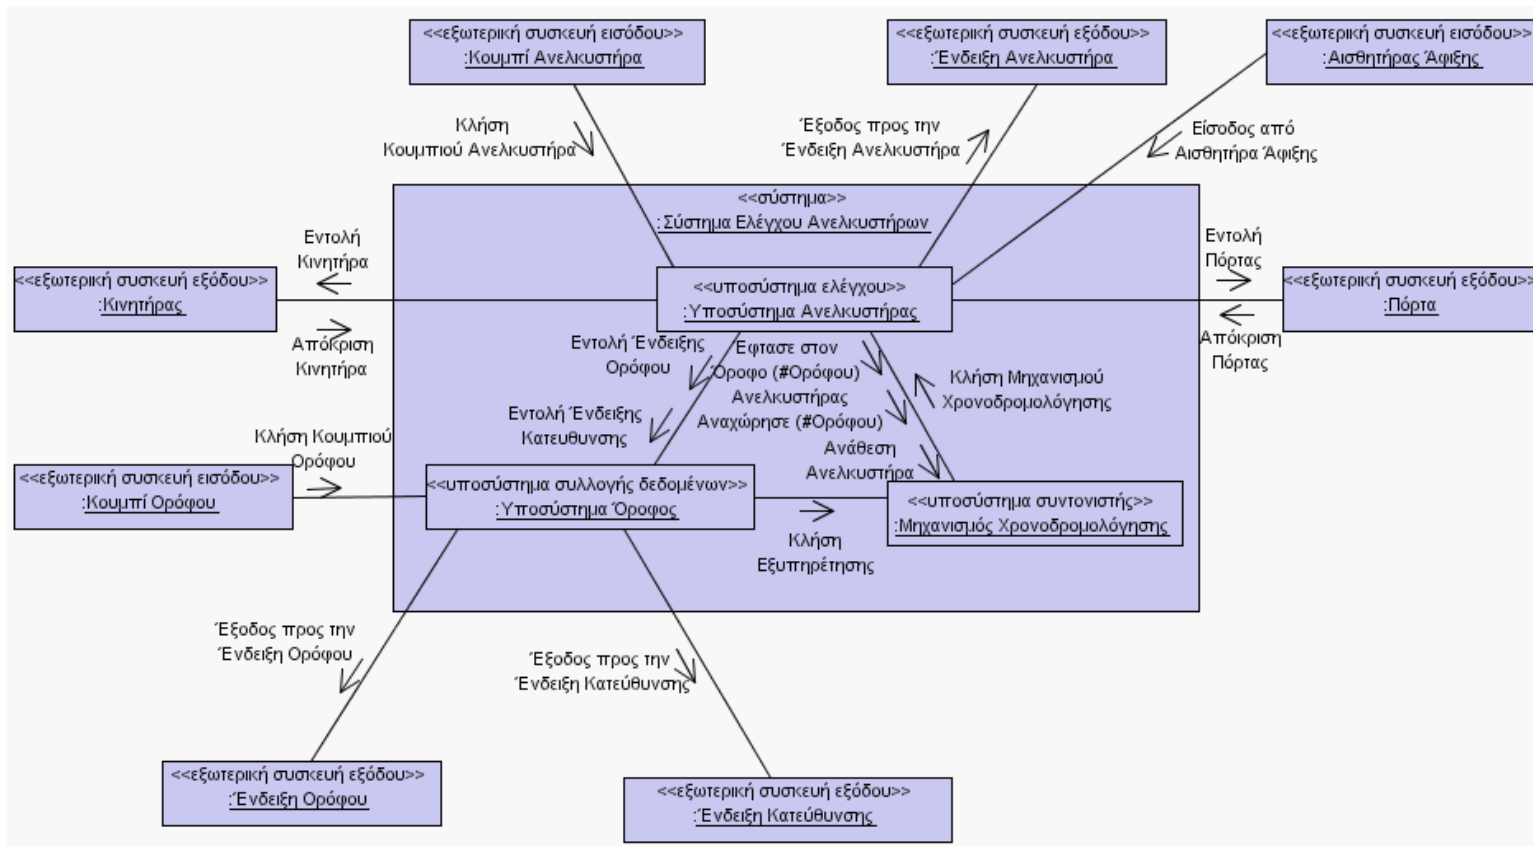 <<εξωτερική συσκευή εισόδου>>
:Κουμπί Ανελκυστήρα
<<εξωτερική συσκευή εξόδου>>
:Ένδειξη Ανελκυστήρα
<<εξωτερική συσκευή εισόδου>>
:Αισθητήρας Άφιξης
Κλήση
Κουμπιού Ανελκυστήρα
Έξοδος προς την
Ένδειξη Ανελκυστήρα
Είσοδος από
Αισθητήρα Άφιξης
<<σύστημα>>
:Σύστημα Ελέγχου Ανελκυστήρων
Εντολή
Κινητήρα
Εντολή
Πόρτας
<<εξωτερική συσκευή εξόδου>>
:Κινητήρας
<<υποσύστημα ελέγχου>>
:Υποσύστημα Ανελκυστήρας
<<εξωτερική συσκευή εξόδου>>
:Πόρτα
Απόκριση
Κινητήρα
Εντολή Ένδειξης
Ορόφου
Έφτασε στον
Όροφο (#Ορόφου)
Ανελκυστήρας
Αναχώρησε (#Ορόφου)
Κλήση Μηχανισμού
Χρονοδρομολόγησης
Απόκριση
Πόρτας
Εντολή Ένδειξης
Κατευθυνσης
Ανάθεση
Ανελκυστήρα
Κλήση Κουμπιού
Ορόφου
<<εξωτερική συσκευή εισόδου>>
:Κουμπί Ορόφου
<<υποσύστημα συλλογής δεδομένων>>
:Υποσύστημα Όροφος
<<υποσύστημα συντονιστής>>
:Μηχανισμός Χρονοδρομολόγησης
Κλήση
Εξυπηρέτησης
Έξοδος προς την
Ένδειξη Ορόφου
Έξοδος προς την
Ένδειξη Κατεύθυνσης
<<εξωτερική συσκευή εξόδου>>
:Ένδειξη Ορόφου
<<εξωτερική συσκευή εξόδου>>
:Ένδειξη Κατεύθυνσης